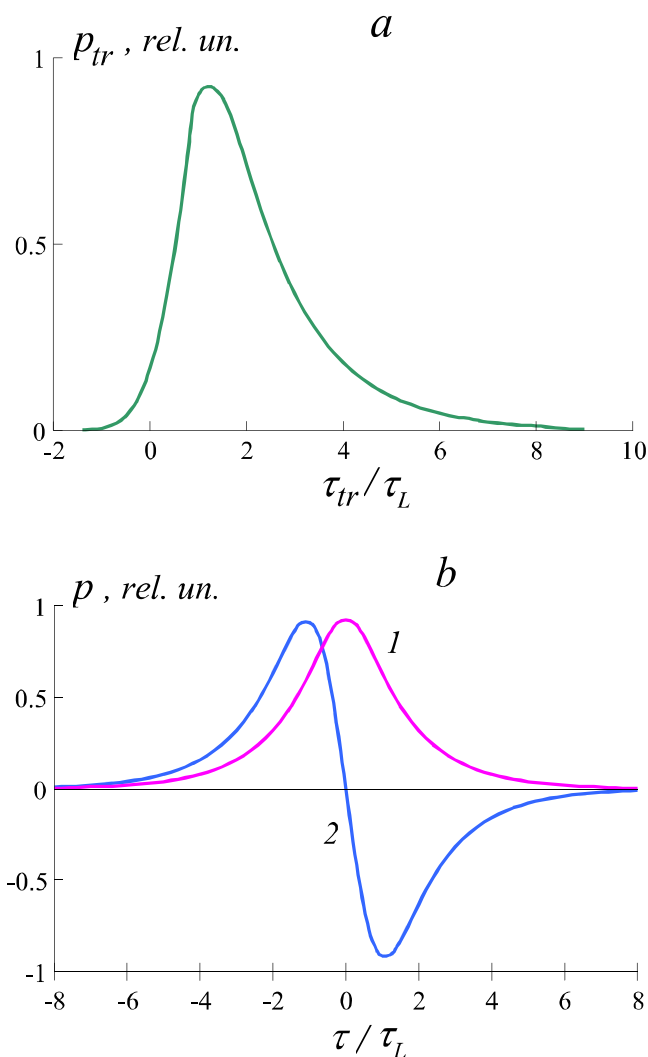 a
p_tr , rel. un.
1
0.5
0
-2 0 2 4 6 8 10
τ_tr / τ_L
b
p , rel. un.
1
1
0.5
0
2
-0.5
-1
-8 -6 -4 -2 0 2 4 6 8
τ / τ_L